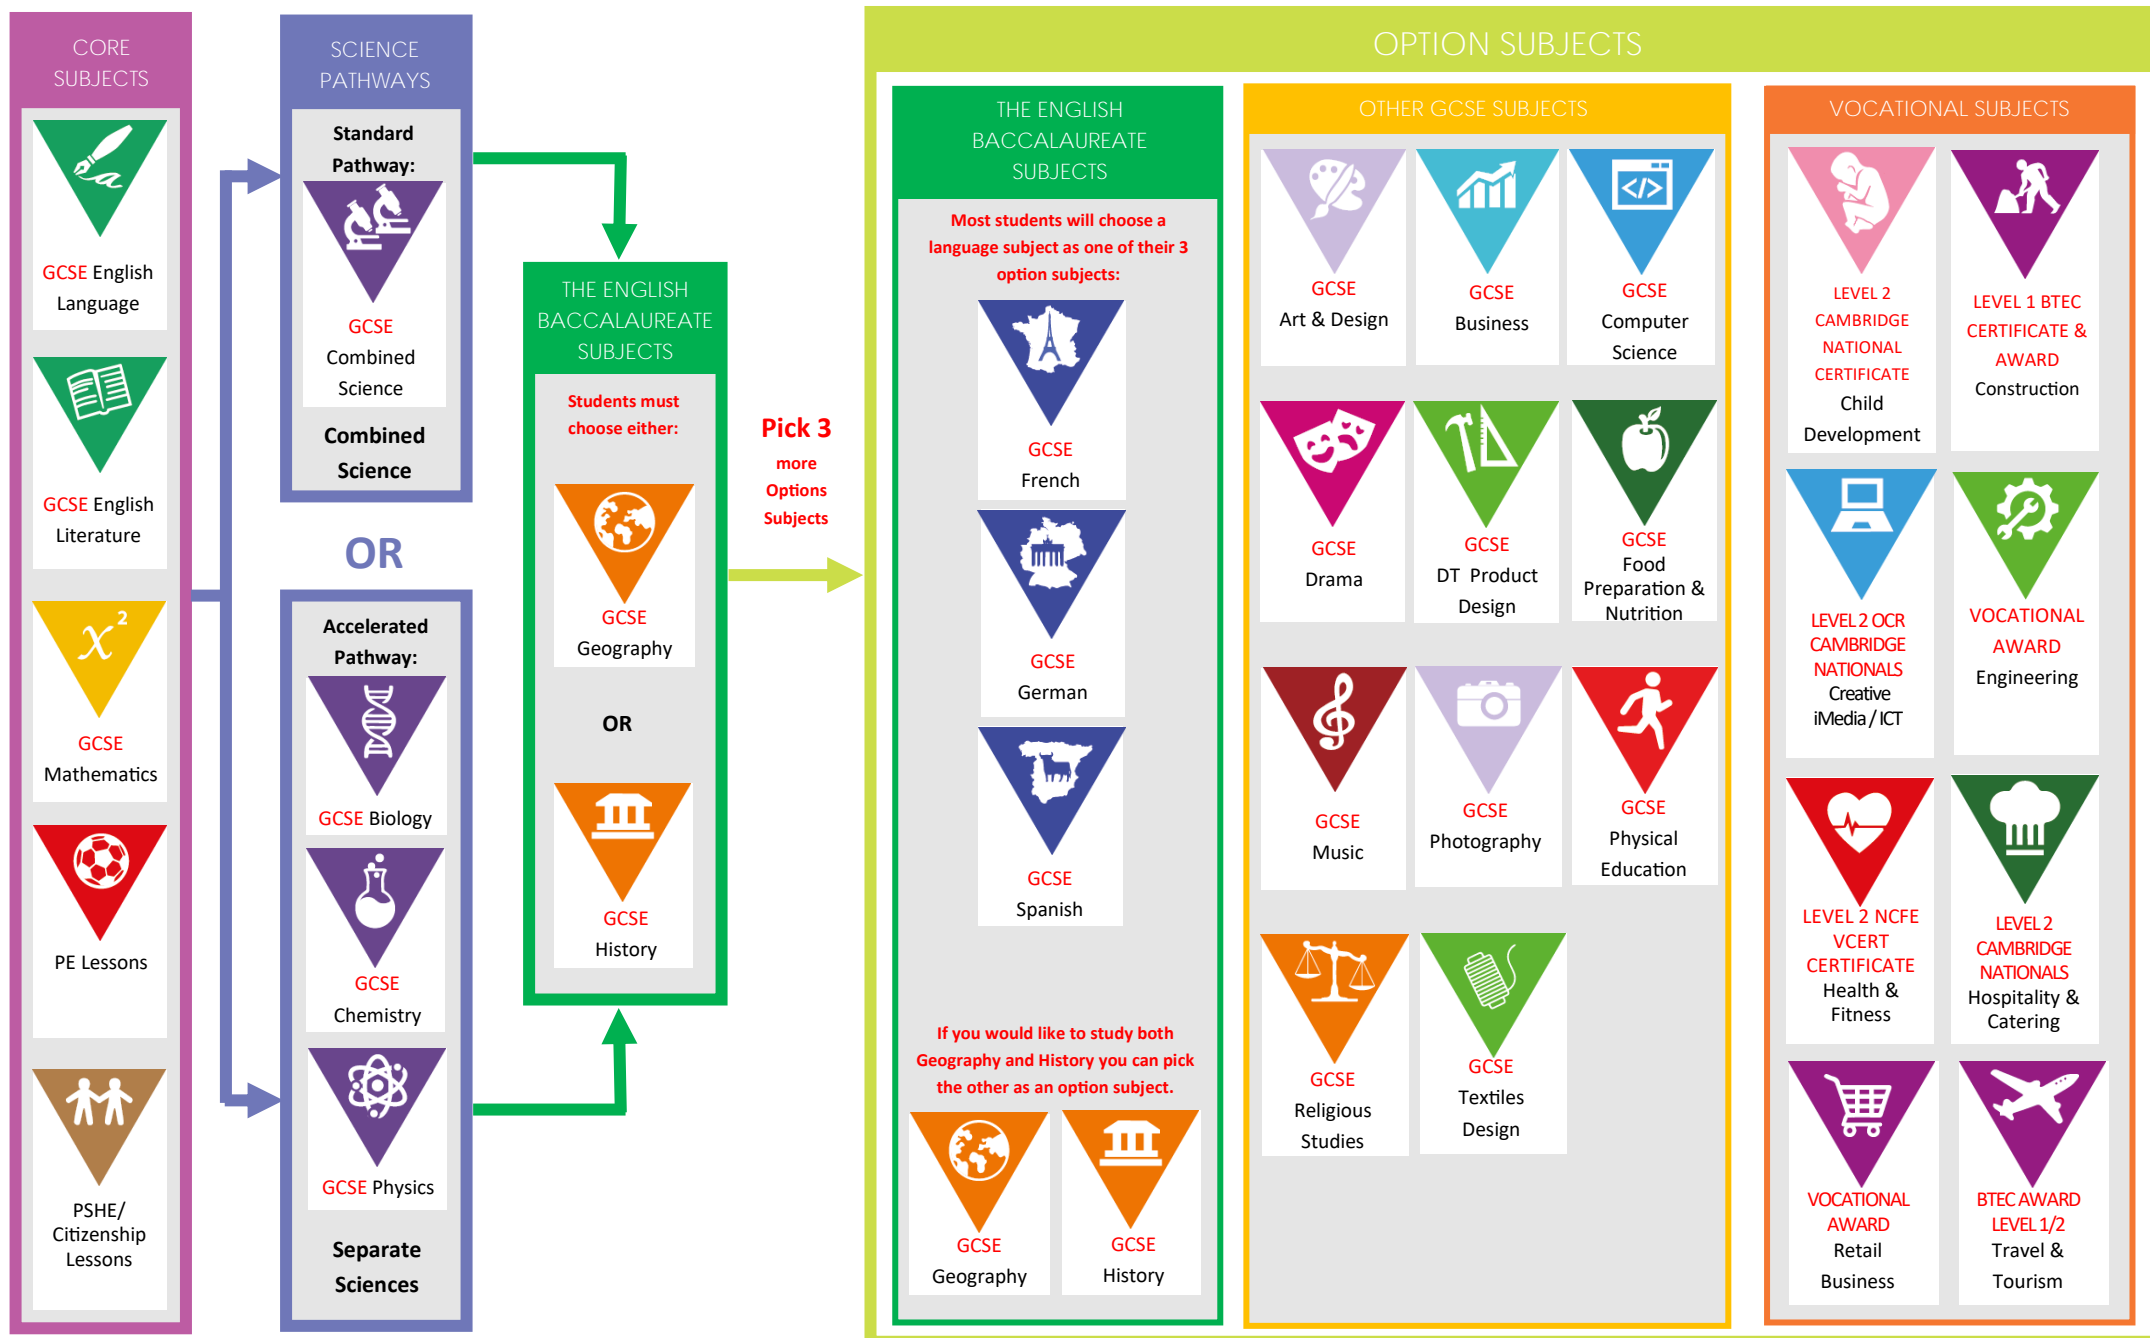 CORE
SUBJECTS
GCSE English
Language
GCSE English
Literature
x²
GCSE
Mathematics
PE Lessons
PSHE/
Citizenship
Lessons
SCIENCE
PATHWAYS
Standard
Pathway:
GCSE
Combined
Science
Combined
Science
OR
Accelerated
Pathway:
GCSE Biology
GCSE
Chemistry
GCSE Physics
Separate
Sciences
THE ENGLISH
BACCALAUREATE
SUBJECTS
Students must
choose either:
GCSE
Geography
OR
GCSE
History
Pick 3
more
Options
Subjects
OPTION SUBJECTS
THE ENGLISH
BACCALAUREATE
SUBJECTS
Most students will choose a
language subject as one of their 3
option subjects:
GCSE
French
GCSE
German
GCSE
Spanish
If you would like to study both
Geography and History you can pick
the other as an option subject.
GCSE
Geography
GCSE
History
OTHER GCSE SUBJECTS
GCSE
Art & Design
GCSE
Business
</>
GCSE
Computer
Science
GCSE
Drama
GCSE
DT Product
Design
GCSE
Food
Preparation &
Nutrition
GCSE
Music
GCSE
Photography
GCSE
Physical
Education
GCSE
Religious
Studies
GCSE
Textiles
Design
VOCATIONAL SUBJECTS
LEVEL 2
CAMBRIDGE
NATIONAL
CERTIFICATE
Child
Development
LEVEL 1 BTEC
CERTIFICATE &
AWARD
Construction
LEVEL 2 OCR
CAMBRIDGE
NATIONALS
Creative
iMedia / ICT
VOCATIONAL
AWARD
Engineering
LEVEL 2 NCFE
VCERT
CERTIFICATE
Health &
Fitness
LEVEL 2
CAMBRIDGE
NATIONALS
Hospitality &
Catering
VOCATIONAL
AWARD
Retail
Business
BTEC AWARD
LEVEL 1/2
Travel &
Tourism